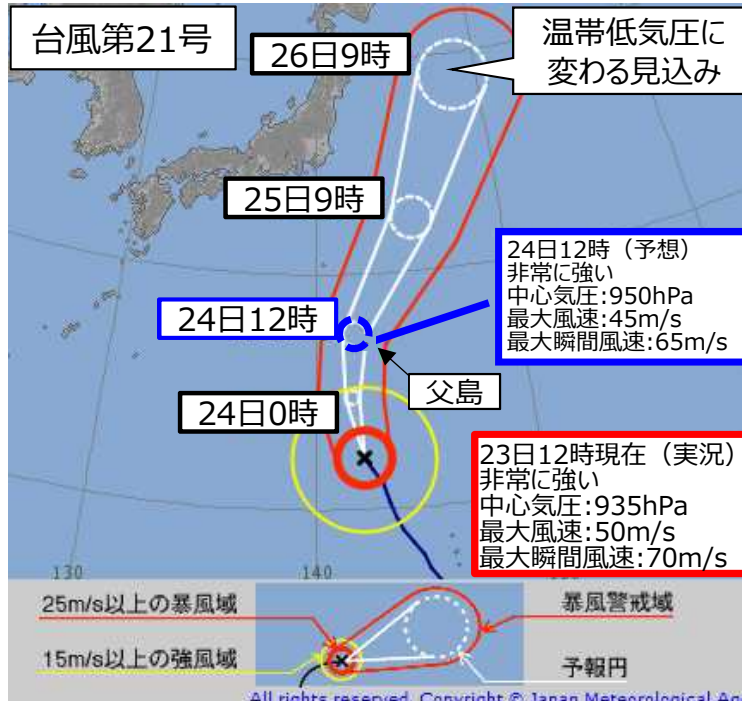 台風第21号
26日9時
温帯低気圧に
変わる見込み
25日9時
24日12時（予想）
非常に強い
中心気圧:950hPa
最大風速:45m/s
最大瞬間風速:65m/s
24日12時
父島
24日0時
23日12時現在（実況）
非常に強い
中心気圧:935hPa
最大風速:50m/s
最大瞬間風速:70m/s
130
140
25m/s以上の暴風域
暴風警戒域
15m/s以上の強風域
予報円
All rights reserved. Copyright © Japan Meteorological